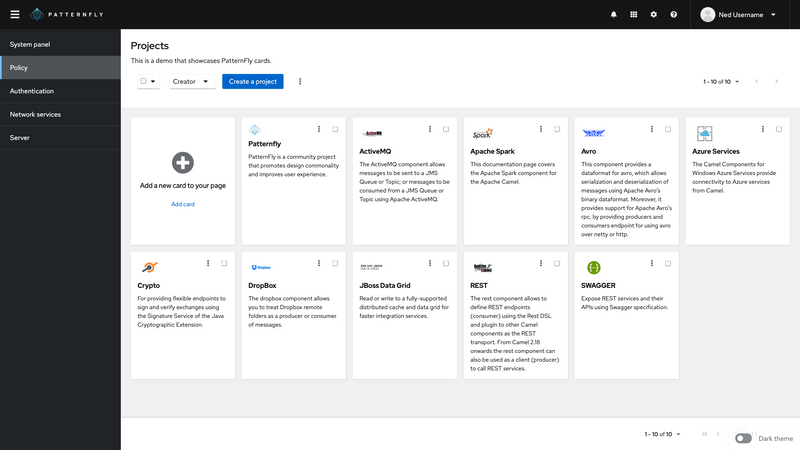 PATTERNFLY
Ned Username
System panel
Policy
Authentication
Network services
Server
Projects
This is a demo that showcases PatternFly cards.
Creator
Create a project
1 - 10 of 10
Add a new card to your page
Add card
Patternfly
PatternFly is a community project
that promotes design commonality
and improves user experience.
ActiveMQ
ActiveMQ
The ActiveMQ component allows
messages to be sent to a JMS
Queue or Topic; or messages to be
consumed from a JMS Queue or
Topic using Apache ActiveMQ.
Spark
Apache Spark
This documentation page covers
the Apache Spark component for
the Apache Camel.
Avro
This component provides a
dataformat for avro, which allows
serialization and deserialization of
messages using Apache Avro's
binary dataformat. Moreover, it
provides support for Apache Avro's
rpc, by providing producers and
consumers endpoint for using avro
over netty or http.
Azure Services
The Camel Components for
Windows Azure Services provide
connectivity to Azure services
from Camel.
Crypto
For providing flexible endpoints to
sign and verify exchanges using
the Signature Service of the Java
Cryptographic Extension.
Dropbox
DropBox
The dropbox component allows
you to treat Dropbox remote
folders as a producer or consumer
of messages.
RED HAT JBOSS
DATA GRID
JBoss Data Grid
Read or write to a fully-supported
distributed cache and data grid for
faster integration services.
REST
The rest component allows to
define REST endpoints
(consumer) using the Rest DSL
and plugin to other Camel
components as the REST
transport. From Camel 2.18
onwards the rest component can
also be used as a client (producer)
to call REST services.
SWAGGER
Expose REST services and their
APIs using Swagger specification.
1 - 10 of 10
Dark theme